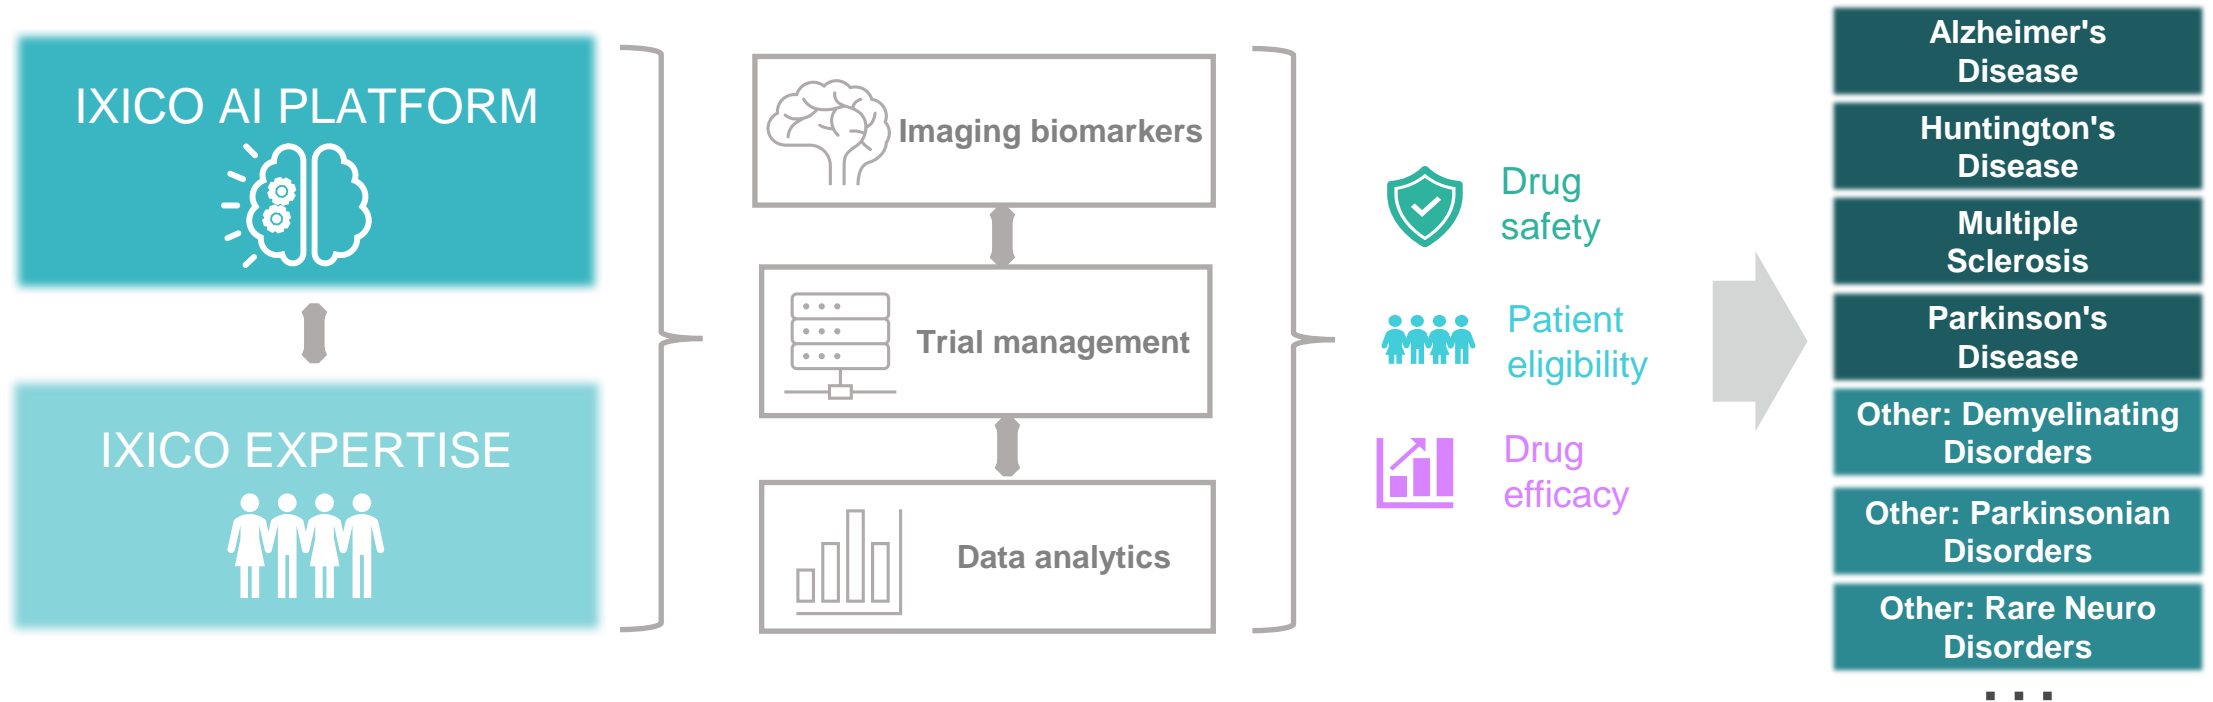 IXICO AI PLATFORM
IXICO EXPERTISE
Imaging biomarkers
Trial management
Data analytics
Drug
safety
Patient
eligibility
Drug
efficacy
Alzheimer's
Disease
Huntington's
Disease
Multiple
Sclerosis
Parkinson's
Disease
Other: Demyelinating
Disorders
Other: Parkinsonian
Disorders
Other: Rare Neuro
Disorders
...